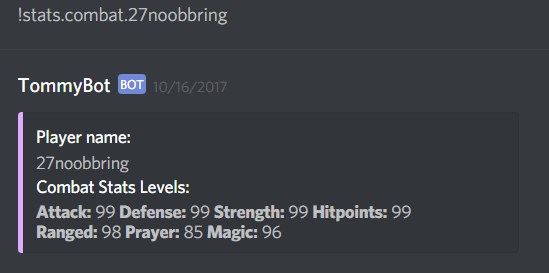 !stats.combat.27noobbring
TommyBot BOT 10/16/2017
Player name:
27noobbring
Combat Stats Levels:
Attack: 99 Defense: 99 Strength: 99 Hitpoints: 99
Ranged: 98 Prayer: 85 Magic: 96